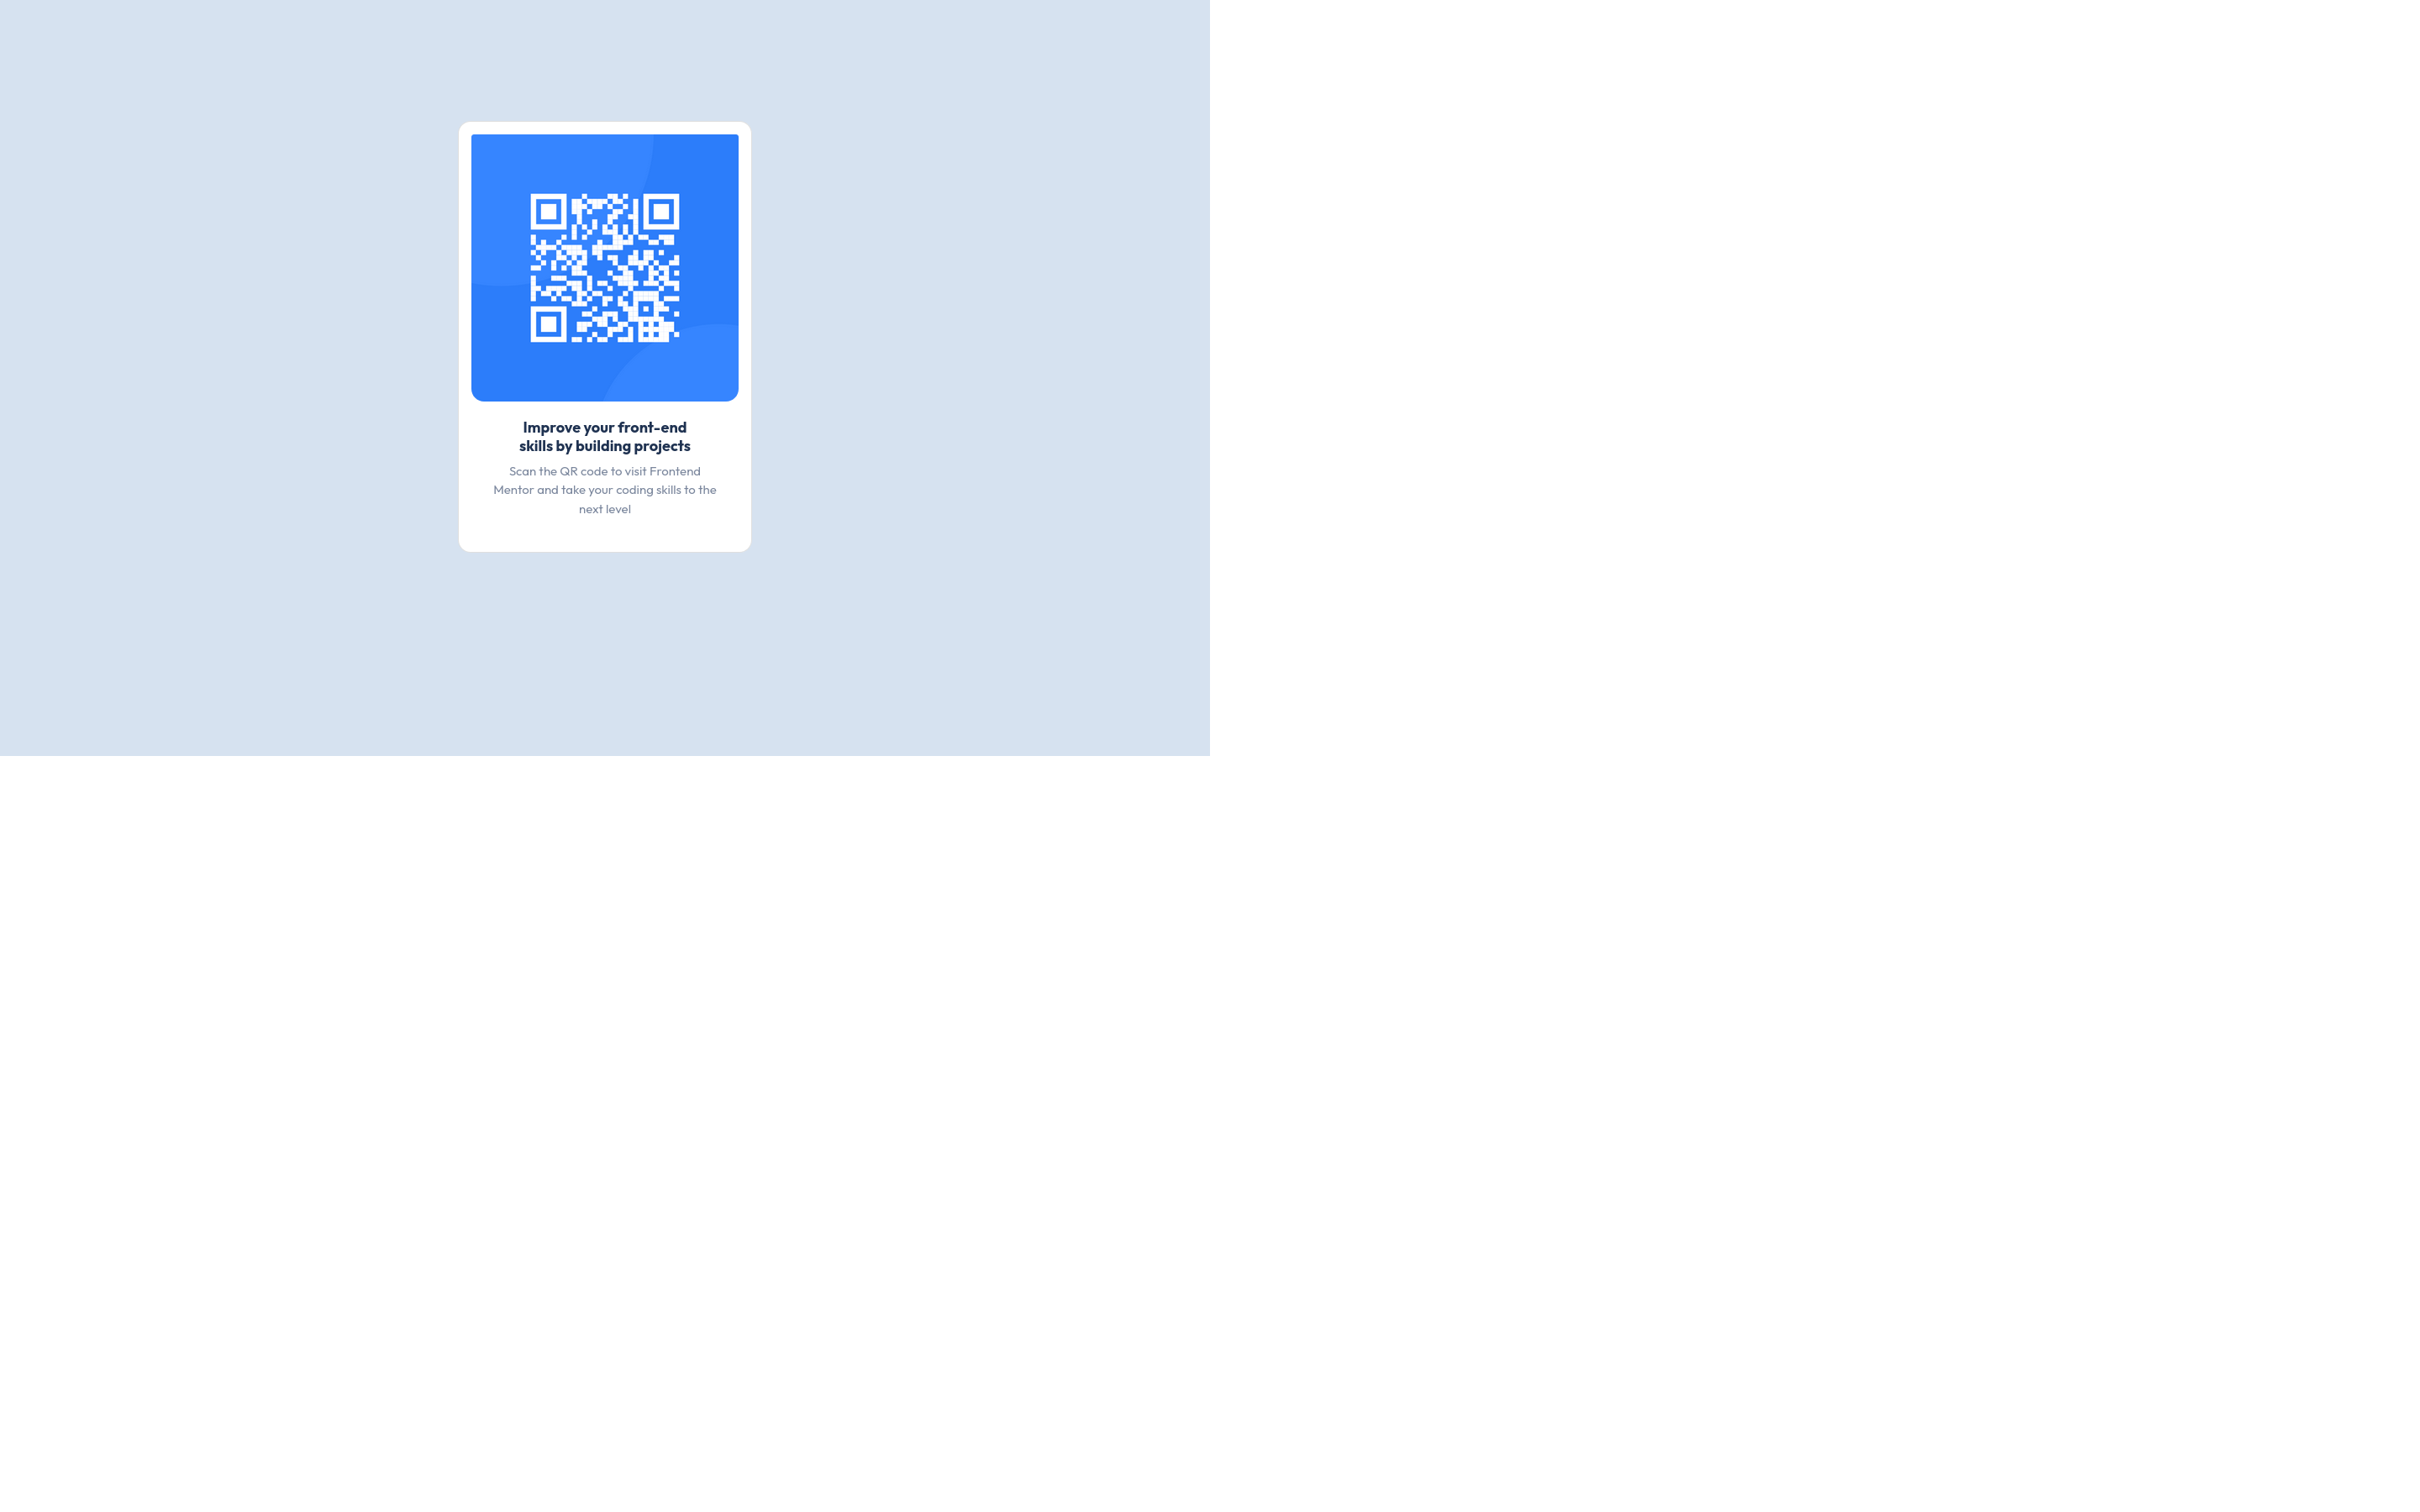 Improve your front-end
skills by building projects
Scan the QR code to visit Frontend
Mentor and take your coding skills to the
next level